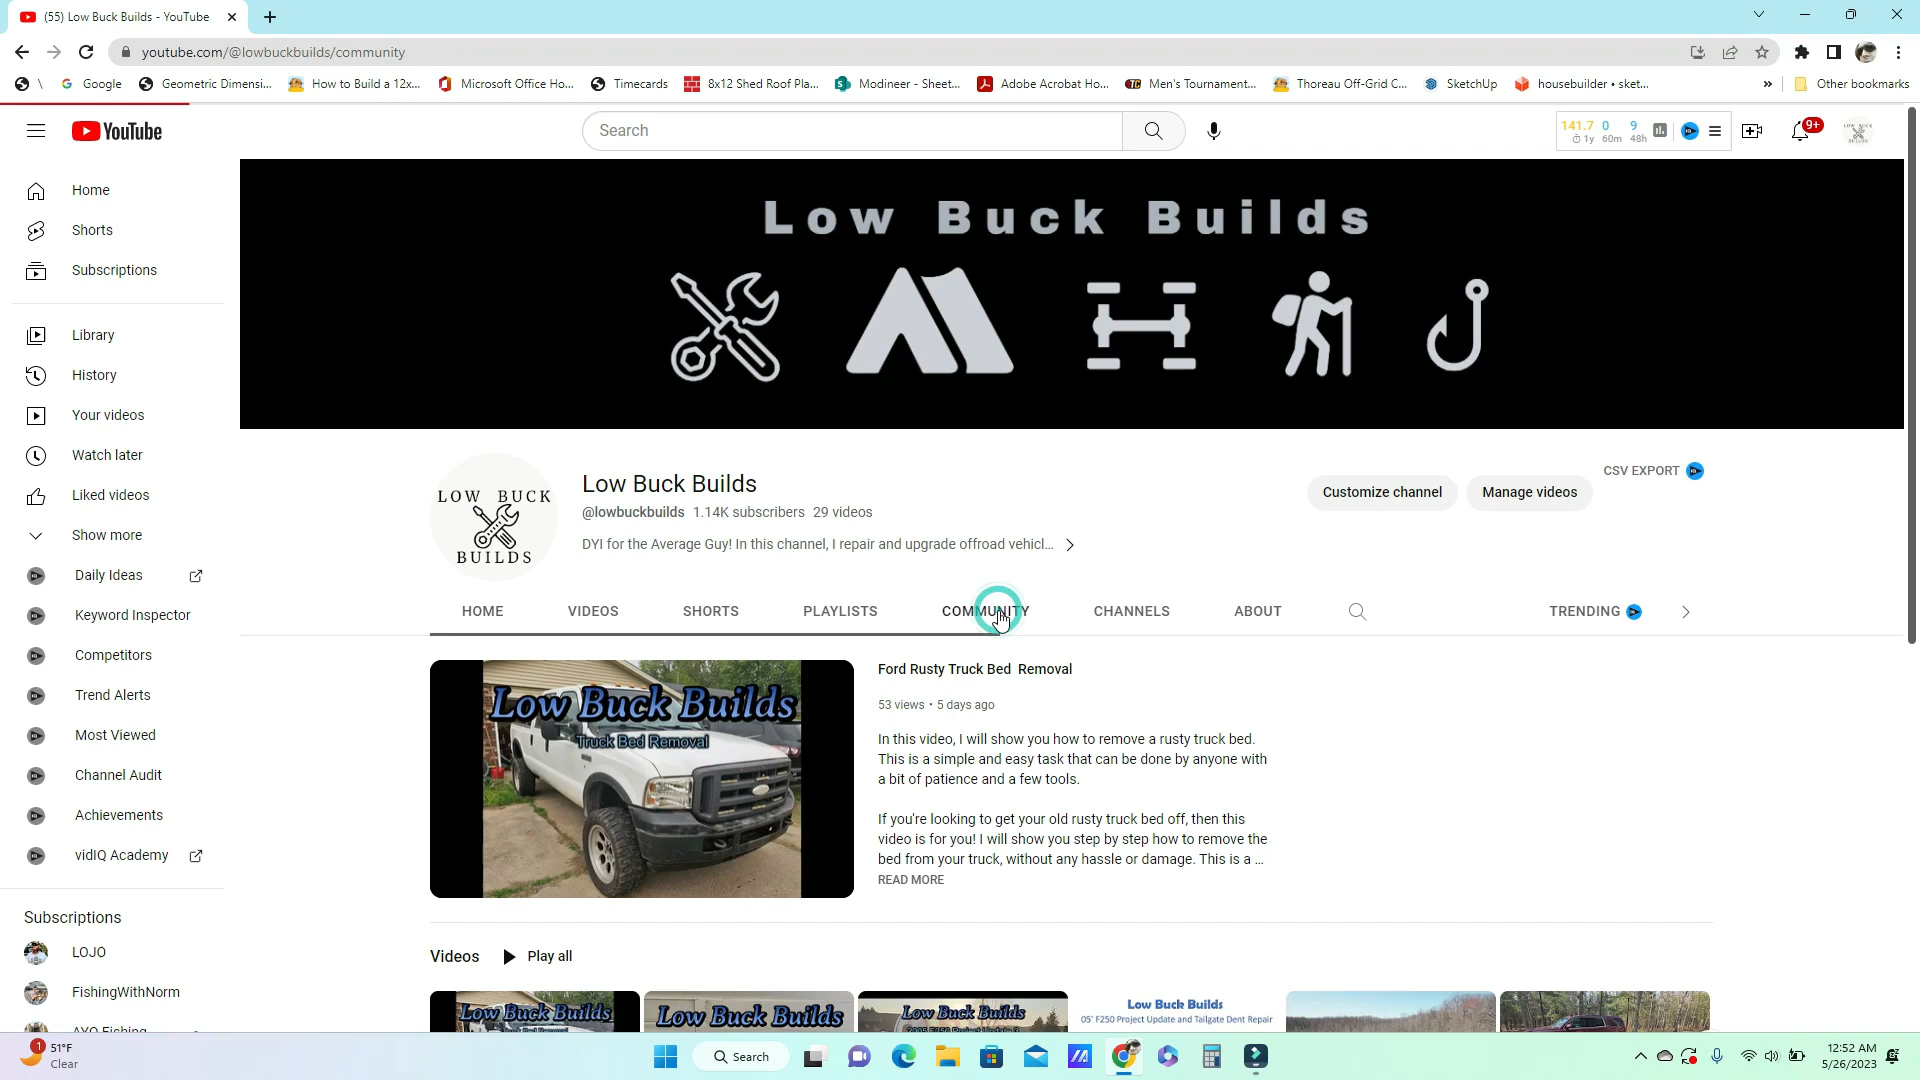 (55) Low Buck Builds - YouTube
youtube.com/@lowbuckbuilds/community
\
Google
Geometric Dimensi...
How to Build a 12x...
Microsoft Office Ho...
Timecards
8x12 Shed Roof Pla...
Modineer - Sheet...
Adobe Acrobat Ho...
Men's Tournament...
Thoreau Off-Grid C...
SketchUp
housebuilder • sket...
»
Other bookmarks
YouTube
Search
141.7 0 9
1y 60m 48h
9+
Home
Shorts
Subscriptions
Library
History
Your videos
Watch later
Liked videos
Show more
Daily Ideas
Keyword Inspector
Competitors
Trend Alerts
Most Viewed
Channel Audit
Achievements
vidIQ Academy
Subscriptions
LOJO
FishingWithNorm
Low Buck Builds
LOW BUCK
BUILDS
Low Buck Builds
@lowbuckbuilds 1.14K subscribers 29 videos
DYI for the Average Guy! In this channel, I repair and upgrade offroad vehicl...
Customize channel
Manage videos
CSV EXPORT
HOME
VIDEOS
SHORTS
PLAYLISTS
COMMUNITY
CHANNELS
ABOUT
TRENDING
Low Buck Builds
Truck Bed Removal
Ford Rusty Truck Bed Removal
53 views • 5 days ago
In this video, I will show you how to remove a rusty truck bed.
This is a simple and easy task that can be done by anyone with
a bit of patience and a few tools.
If you're looking to get your old rusty truck bed off, then this
video is for you! I will show you step by step how to remove the
bed from your truck, without any hassle or damage. This is a ...
READ MORE
Videos
Play all
Low Buck Builds
Low Buck Builds
Low Buck Builds
Low Buck Builds
05' F250 Project Update and Tailgate Dent Repair
1
51°F
Clear
Search
12:52 AM
5/26/2023